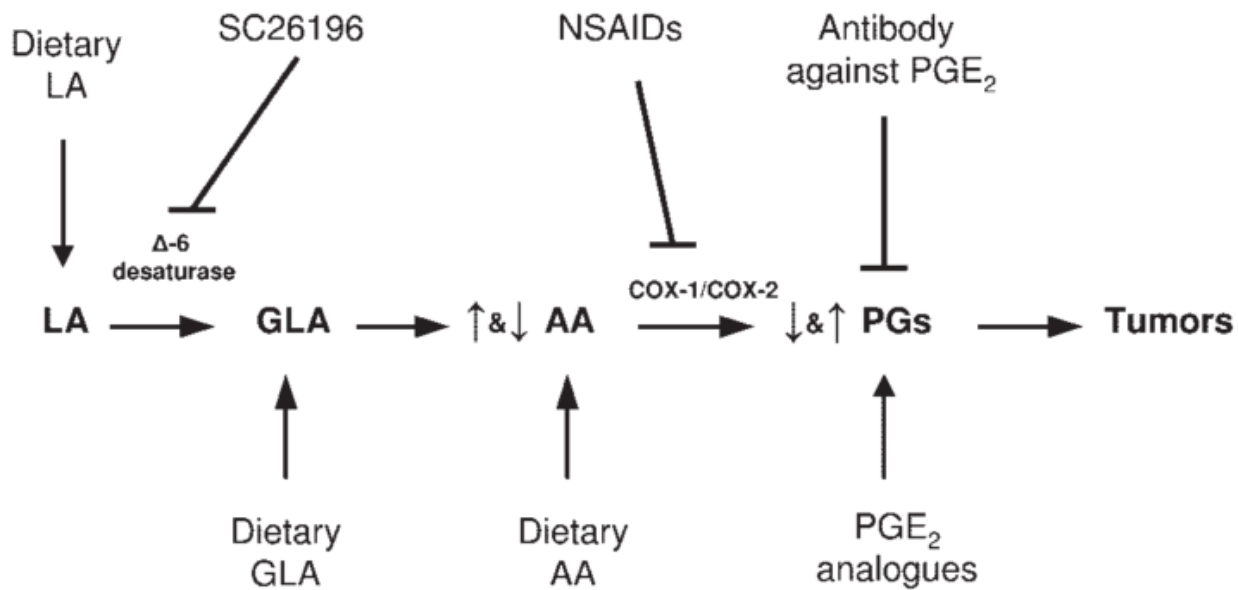 Dietary
LA
SC26196
NSAIDs
Antibody
against PGE₂
Δ-6
desaturase
COX-1/COX-2
LA
GLA
↑&↓ AA
↓&↑ PGs
Tumors
Dietary
GLA
Dietary
AA
PGE₂
analogues